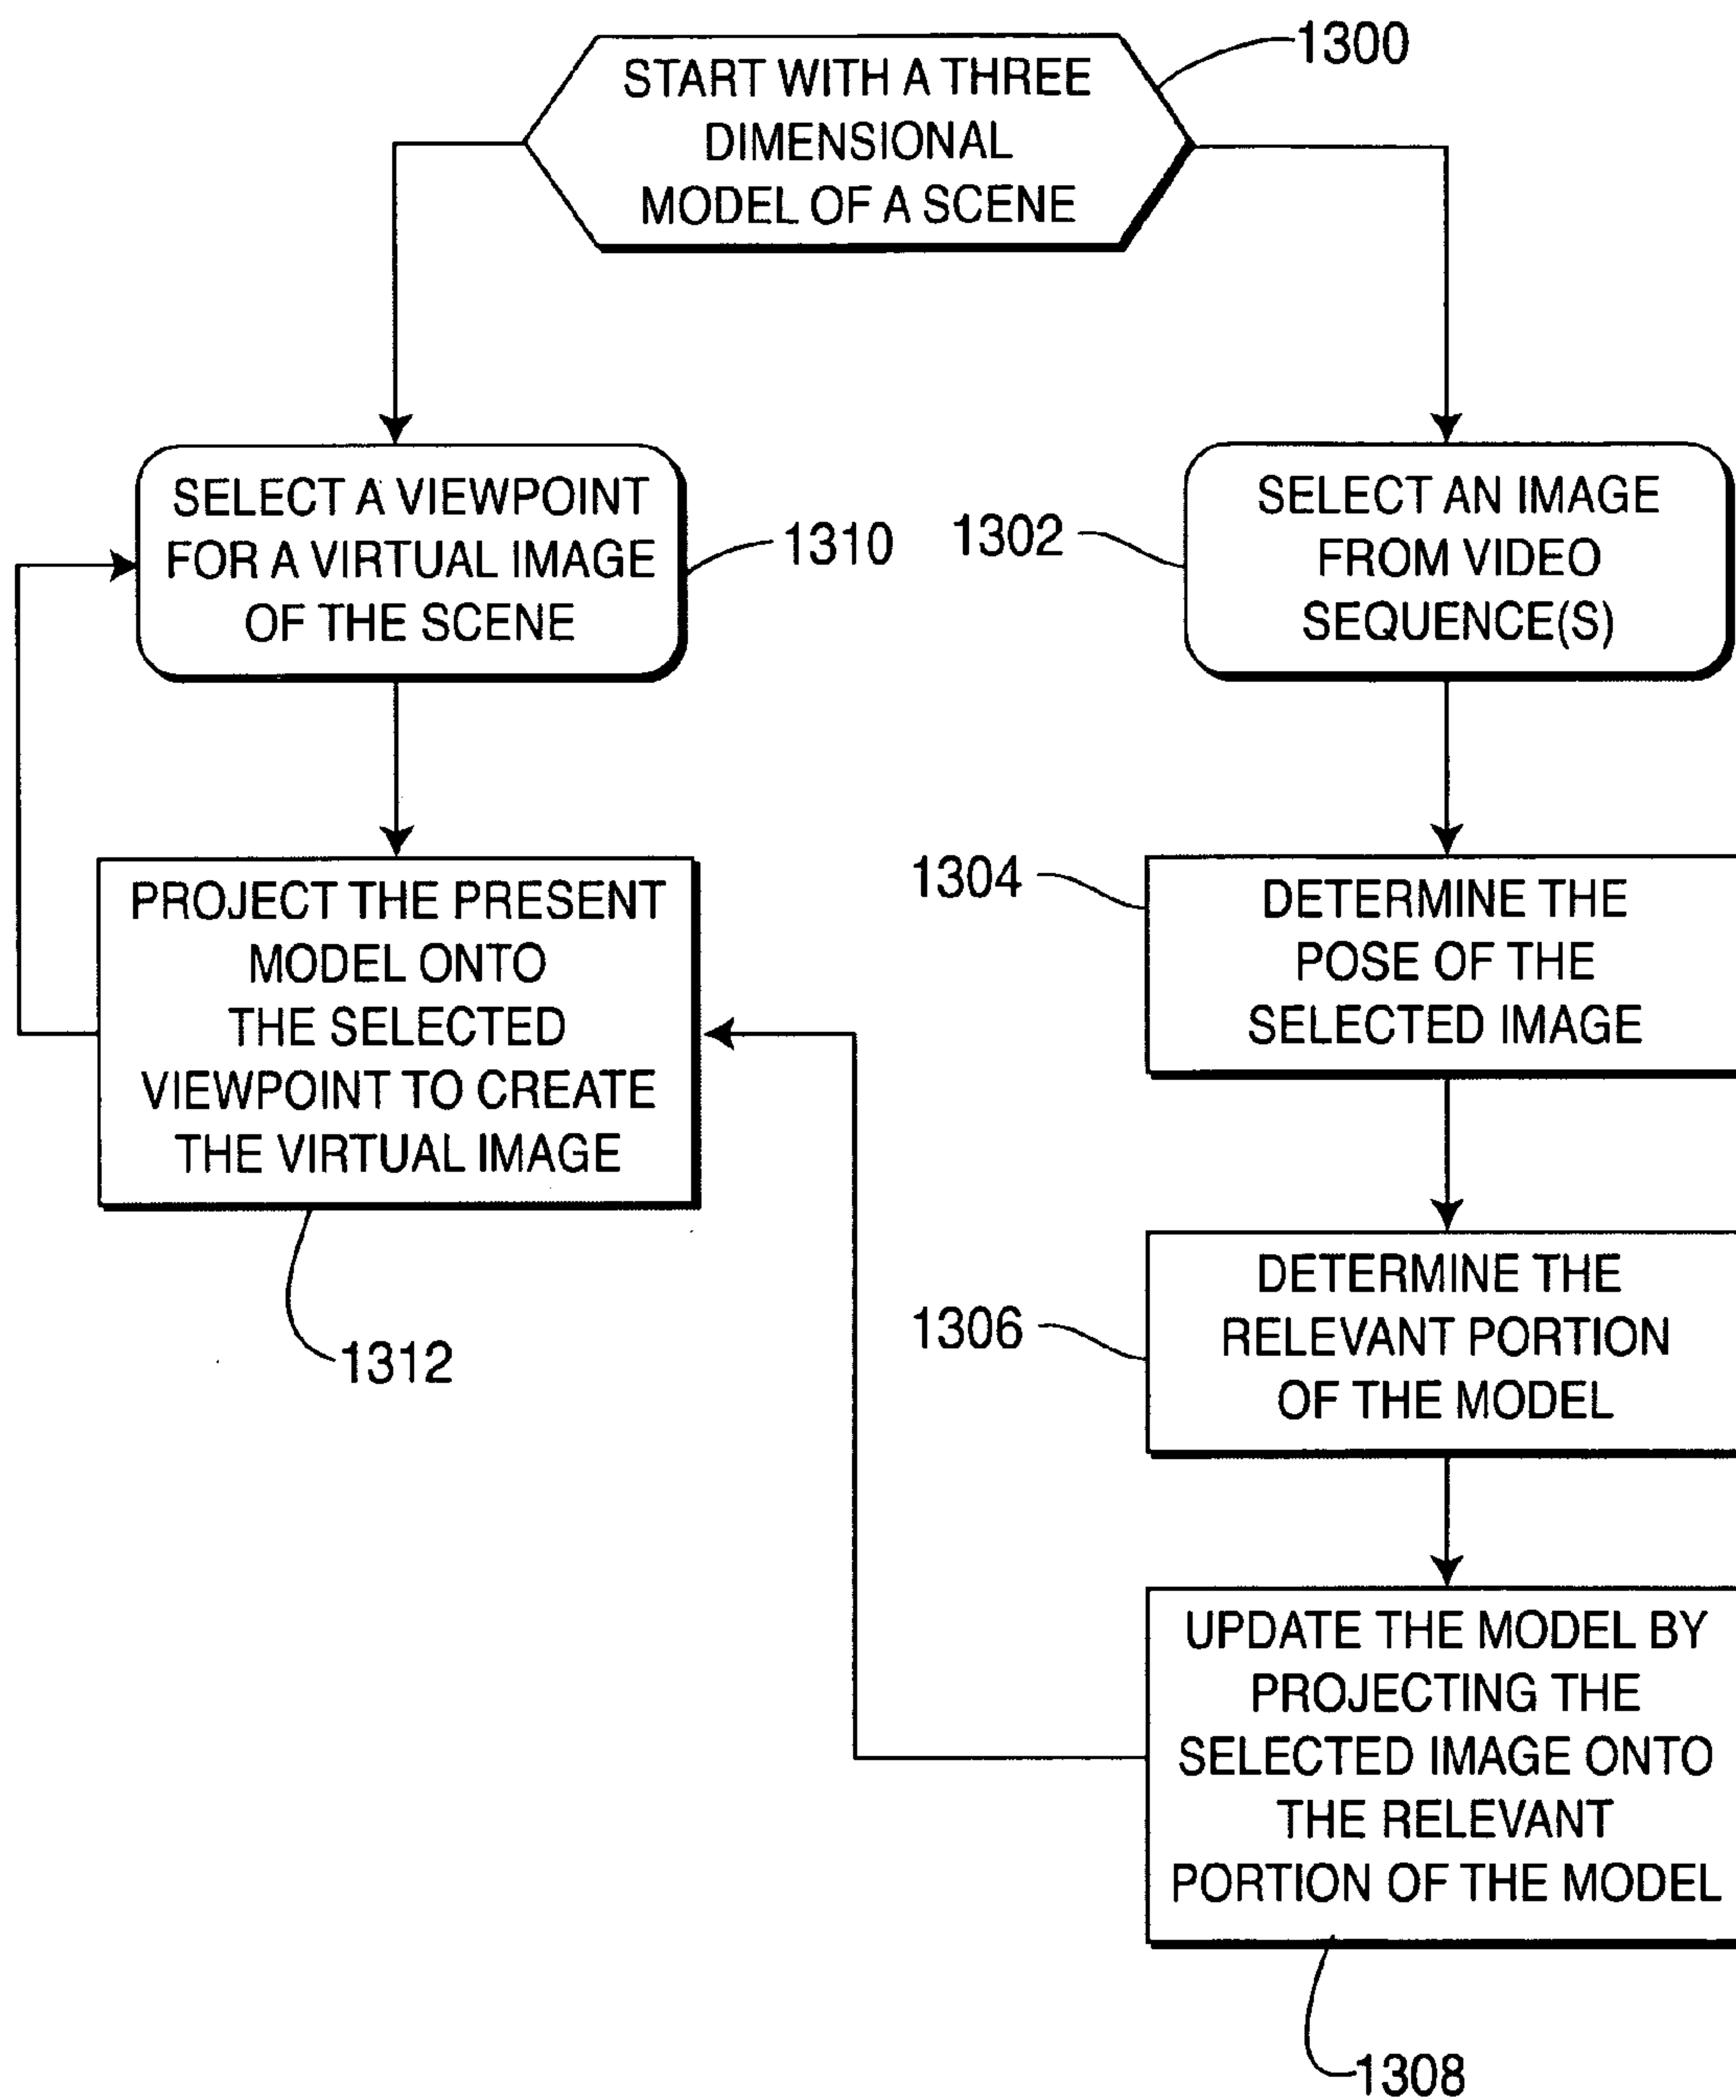 1300
START WITH A THREE
DIMENSIONAL
MODEL OF A SCENE
SELECT A VIEWPOINT
FOR A VIRTUAL IMAGE
OF THE SCENE
1310
1302
SELECT AN IMAGE
FROM VIDEO
SEQUENCE(S)
PROJECT THE PRESENT
MODEL ONTO
THE SELECTED
VIEWPOINT TO CREATE
THE VIRTUAL IMAGE
1312
1304
DETERMINE THE
POSE OF THE
SELECTED IMAGE
1306
DETERMINE THE
RELEVANT PORTION
OF THE MODEL
UPDATE THE MODEL BY
PROJECTING THE
SELECTED IMAGE ONTO
THE RELEVANT
PORTION OF THE MODEL
1308